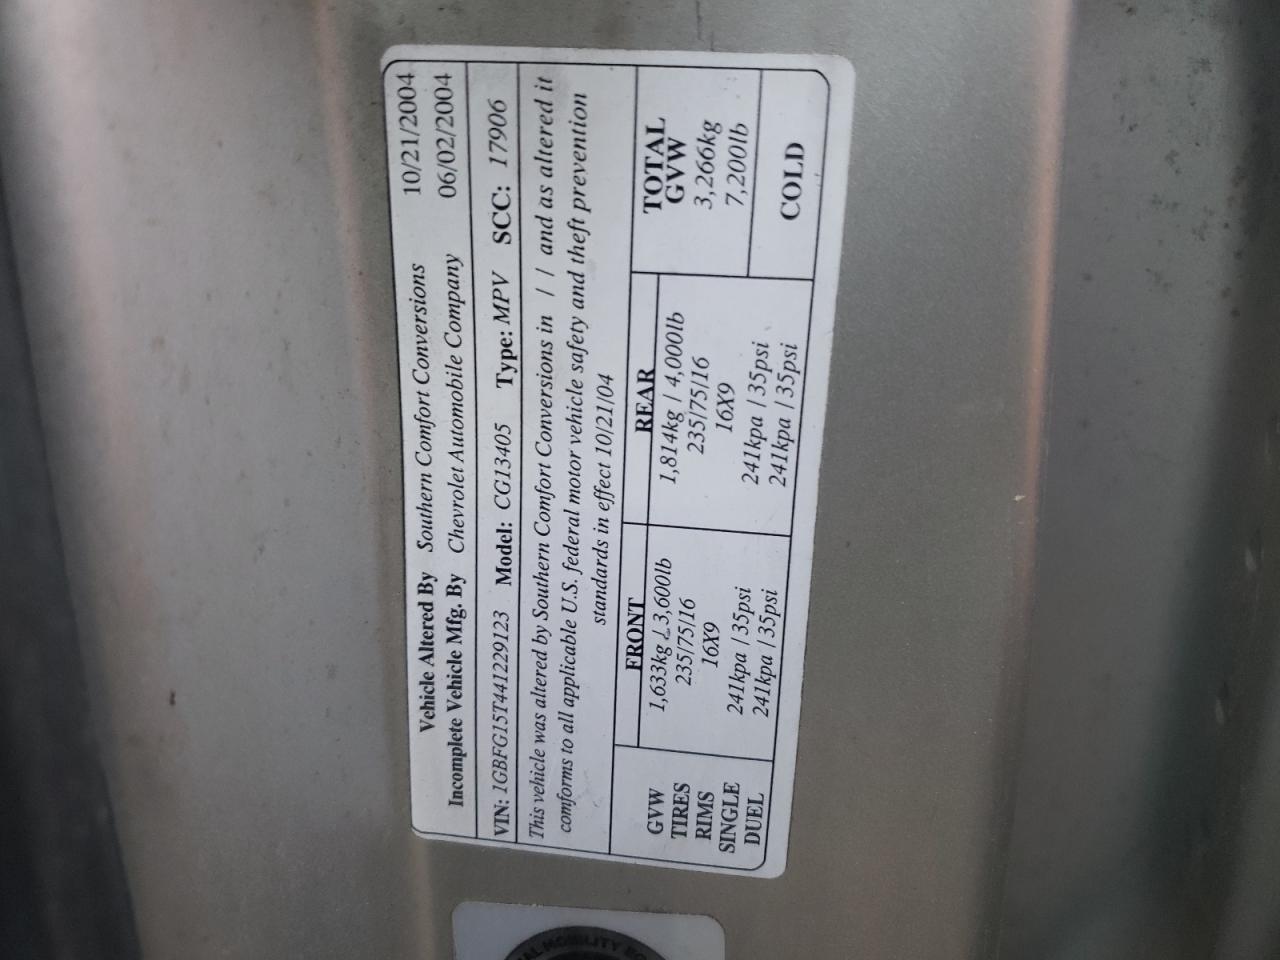 Vehicle Altered By Southern Comfort Conversions 10/21/2004
Incomplete Vehicle Mfg. By Chevrolet Automobile Company 06/02/2004
VIN: 1GBFG15T441229123 Model: CG13405 Type: MPV SCC: 17906
This vehicle was altered by Southern Comfort Conversions in / / and as altered it
comforms to all applicable U.S. federal motor vehicle safety and theft prevention
standards in effect 10/21/04
FRONT REAR TOTAL GVW
GVW 1,633kg / 3,600lb 1,814kg / 4,000lb 3,266kg
TIRES 235/75/16 235/75/16 7,200lb
RIMS 16X9 16X9
SINGLE 241kpa / 35psi 241kpa / 35psi COLD
DUEL 241kpa / 35psi 241kpa / 35psi
MOBILITY